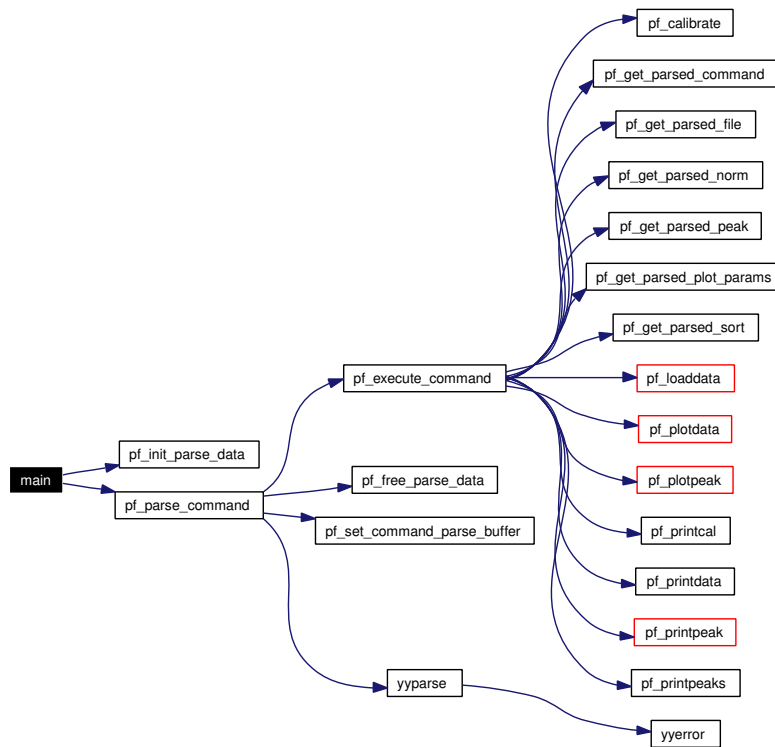 pf_calibrate
pf_get_parsed_command
pf_get_parsed_file
pf_get_parsed_norm
pf_get_parsed_peak
pf_get_parsed_plot_params
pf_get_parsed_sort
pf_execute_command
pf_loaddata
pf_plotdata
pf_init_parse_data
main
pf_free_parse_data
pf_plotpeak
pf_parse_command
pf_set_command_parse_buffer
pf_printcal
pf_printdata
pf_printpeak
yyparse
pf_printpeaks
yyerror